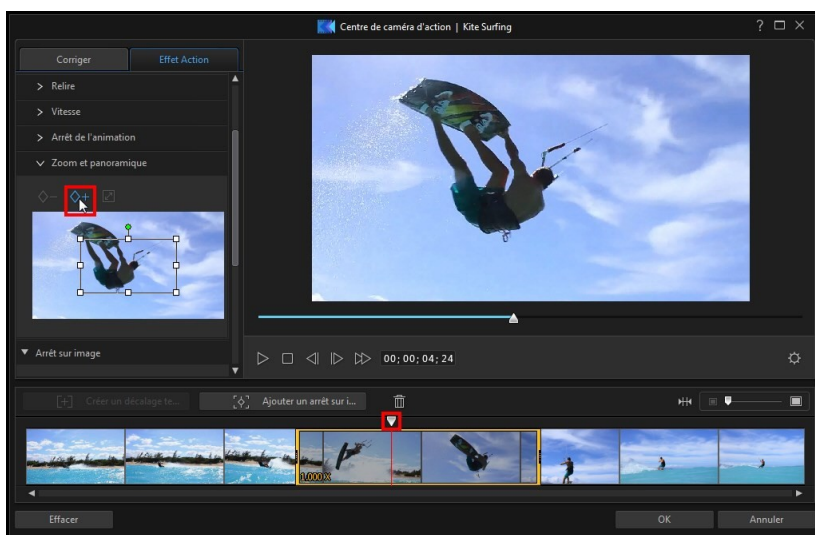 Centre de caméra d'action | Kite Surfing
?
Corriger
Effet Action
> Relire
> Vitesse
> Arrêt de l'animation
Zoom et panoramique
Arrêt sur image
00;00;04;24
[+] Créer un décalage te...
Ajouter un arrêt sur i...
1.000 X
Effacer
OK
Annuler